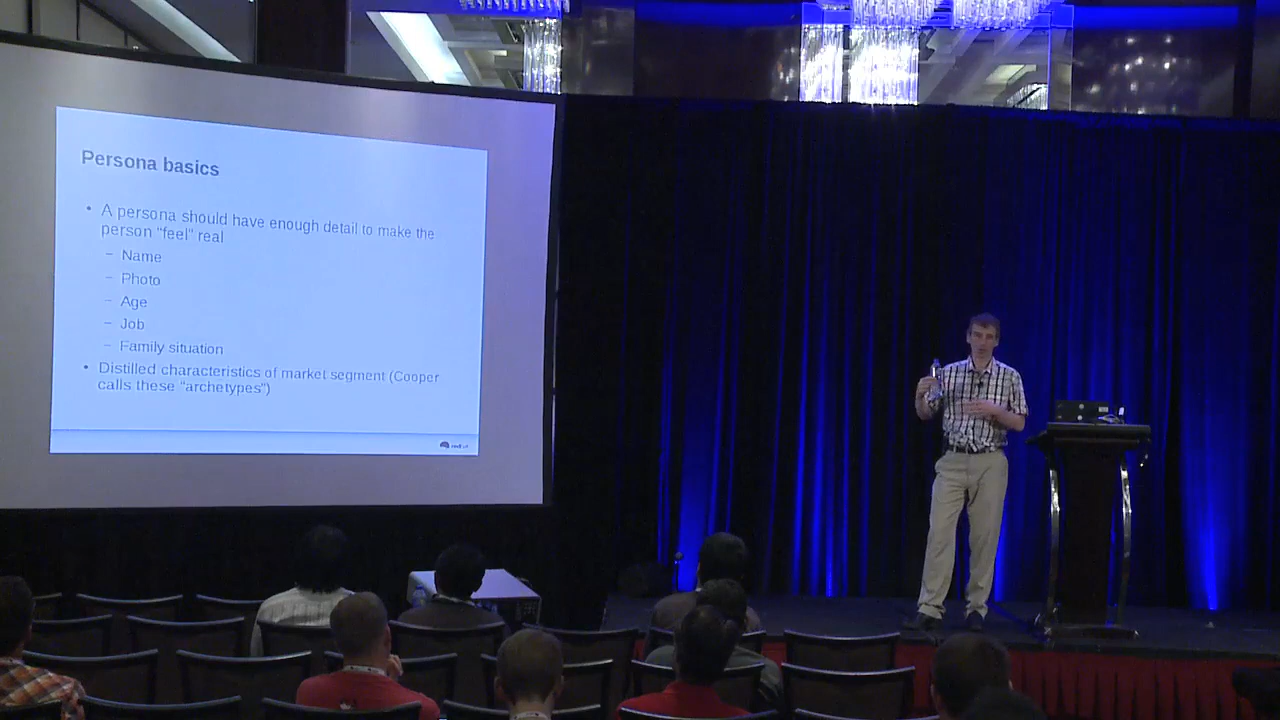 Persona basics
• A persona should have enough detail to make the
person "feel" real
– Name
– Photo
– Age
– Job
– Family situation
• Distilled characteristics of market segment (Cooper
calls these "archetypes")